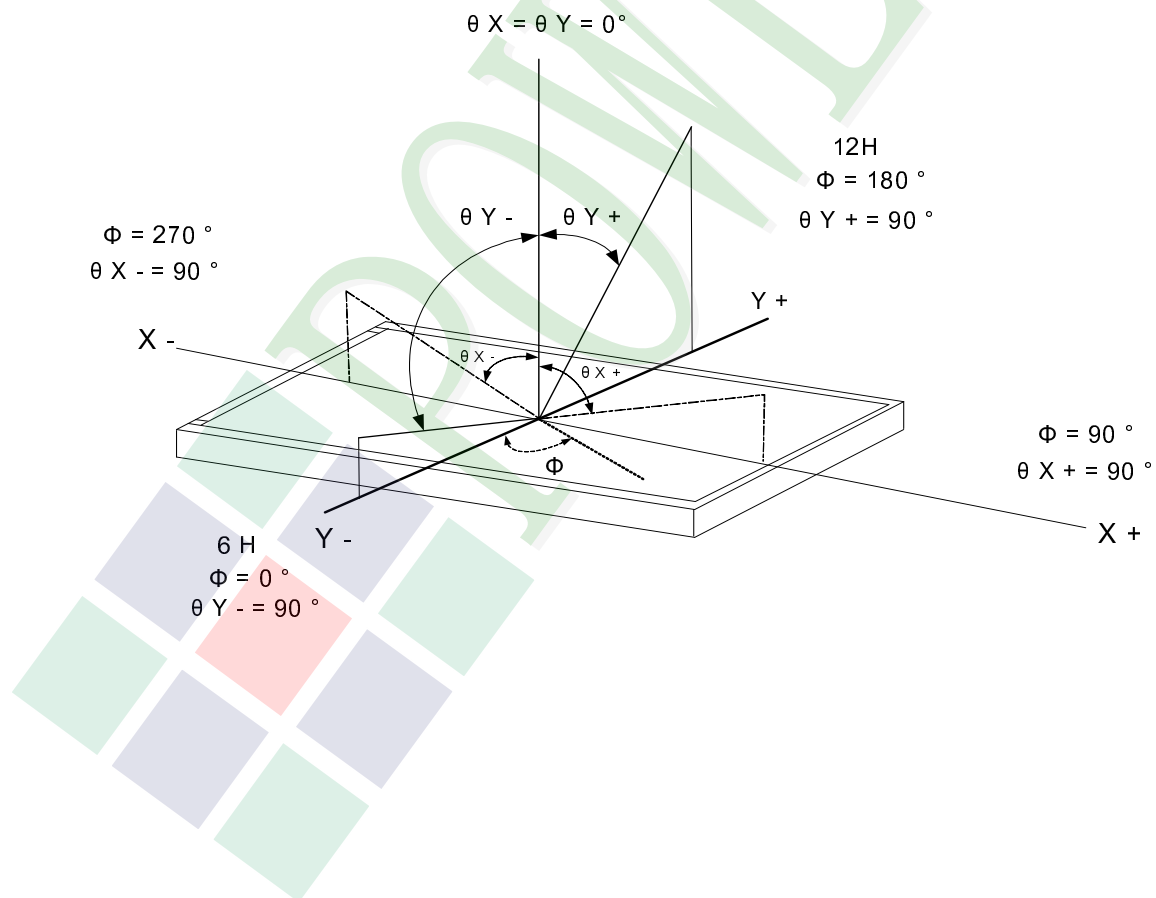 θ X = θ Y = 0°
12H
Φ = 180 °
θ Y + = 90 °
θ Y -
θ Y +
Φ = 270 °
θ X - = 90 °
Y +
X -
θ X -
θ X +
Φ
Φ = 90 °
θ X + = 90 °
X +
Y -
6 H
Φ = 0 °
θ Y - = 90 °